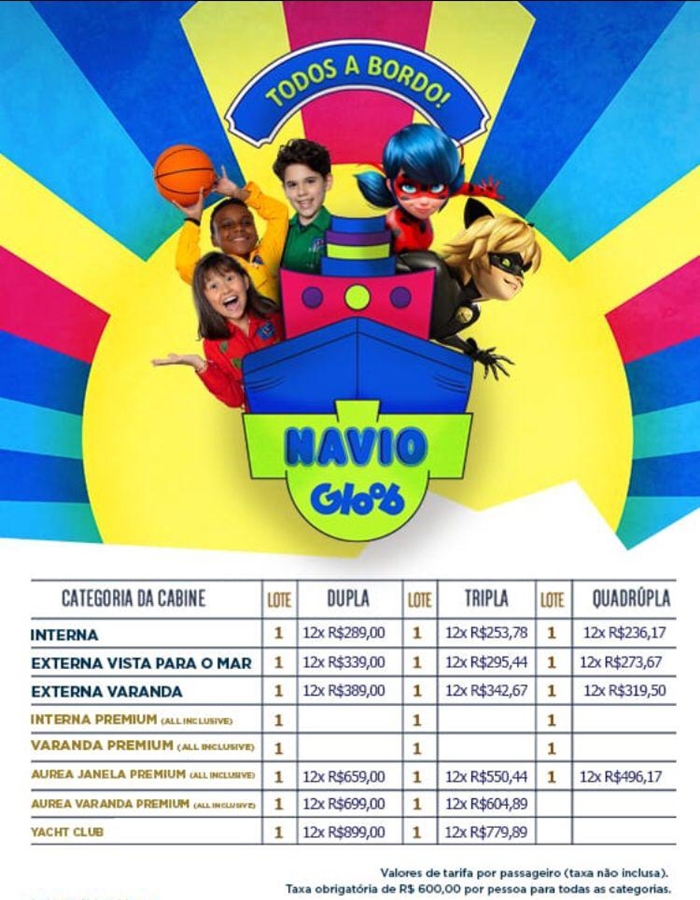 TODOS A BORDO!
NAVIO
Gloob
CATEGORIA DA CABINE LOTE DUPLA LOTE TRIPLA LOTE QUADRÚPLA
INTERNA 1 12x R$289,00 1 12x R$253,78 1 12x R$236,17
EXTERNA VISTA PARA O MAR 1 12x R$339,00 1 12x R$295,44 1 12x R$273,67
EXTERNA VARANDA 1 12x R$389,00 1 12x R$342,67 1 12x R$319,50
INTERNA PREMIUM (ALL INCLUSIVE) 1 1 1
VARANDA PREMIUM (ALL INCLUSIVE) 1 1 1
AUREA JANELA PREMIUM (ALL INCLUSIVE) 1 12x R$659,00 1 12x R$550,44 1 12x R$496,17
AUREA VARANDA PREMIUM (ALL INCLUSIVE) 1 12x R$699,00 1 12x R$604,89
YACHT CLUB 1 12x R$899,00 1 12x R$779,89
Valores de tarifa por passageiro (taxa não inclusa).
Taxa obrigatória de R$ 600,00 por pessoa para todas as categorias.